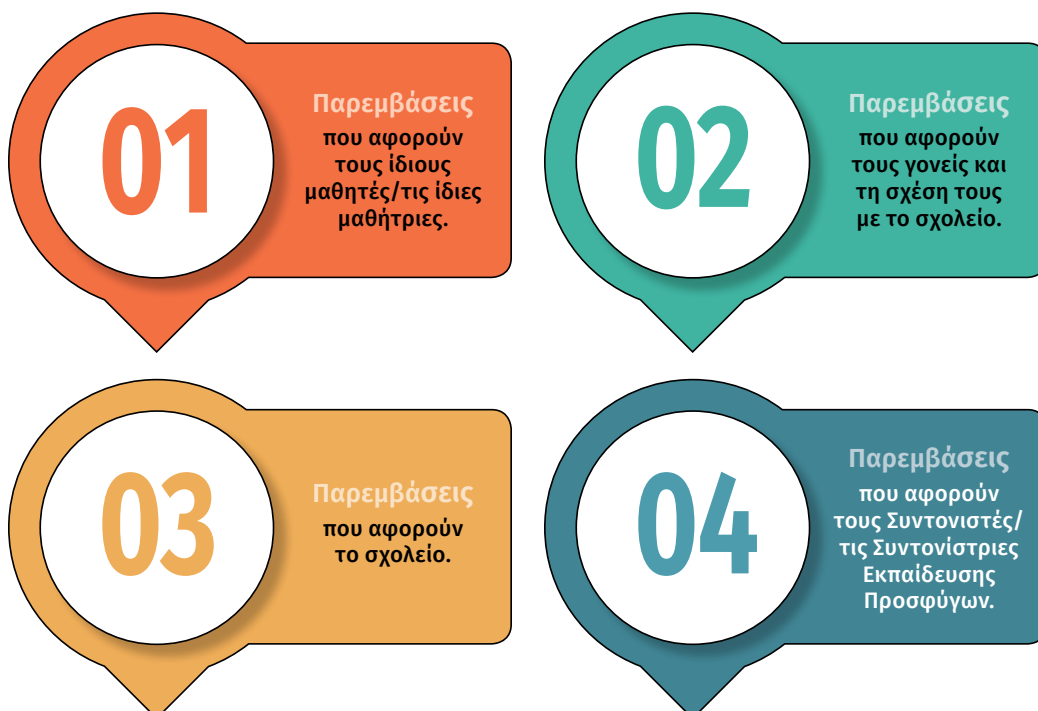 01
Παρεμβάσεις
που αφορούν
τους ίδιους
μαθητές/τις ίδιες
μαθήτριες.
02
Παρεμβάσεις
που αφορούν
τους γονείς και
τη σχέση τους
με το σχολείο.
03
Παρεμβάσεις
που αφορούν
το σχολείο.
04
Παρεμβάσεις
που αφορούν
τους Συντονιστές/
τις Συντονίστριες
Εκπαίδευσης
Προσφύγων.